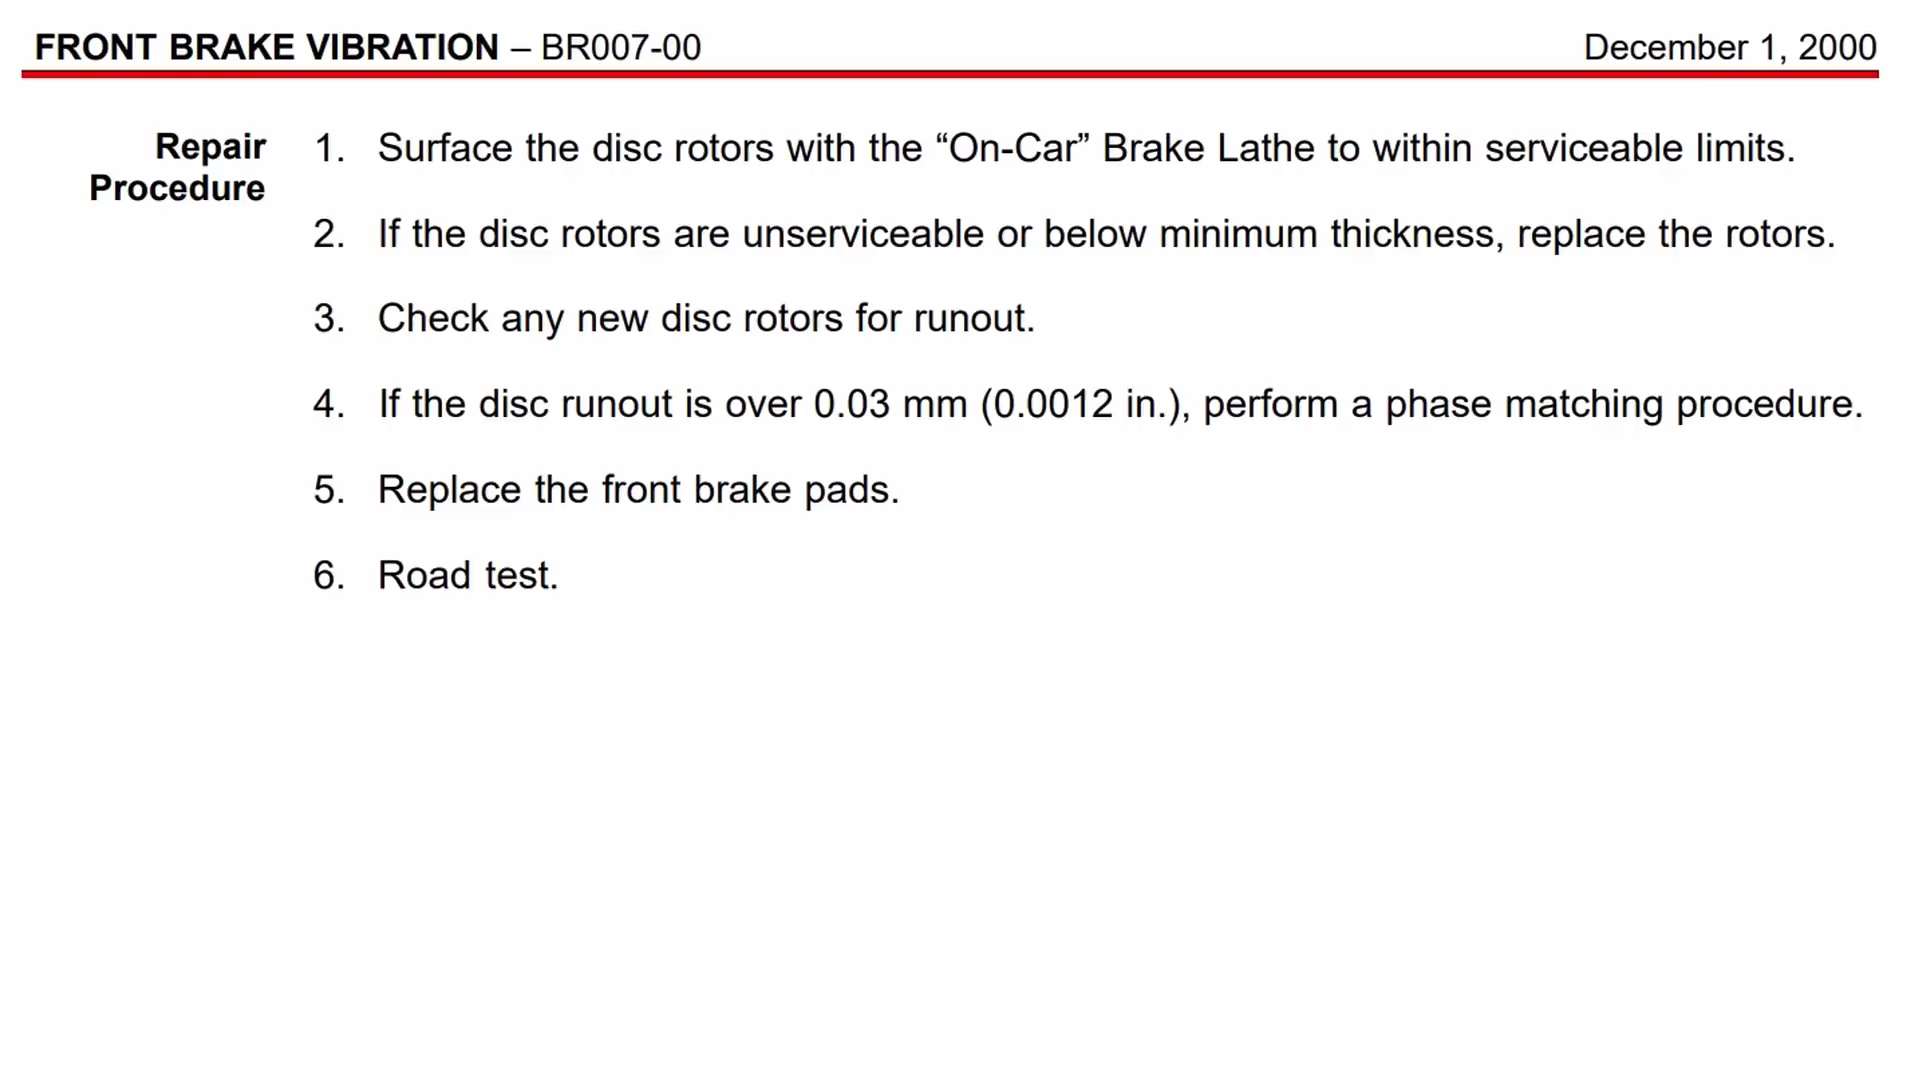 FRONT BRAKE VIBRATION – BR007-00 December 1, 2000
Repair Procedure
1. Surface the disc rotors with the “On-Car” Brake Lathe to within serviceable limits.
2. If the disc rotors are unserviceable or below minimum thickness, replace the rotors.
3. Check any new disc rotors for runout.
4. If the disc runout is over 0.03 mm (0.0012 in.), perform a phase matching procedure.
5. Replace the front brake pads.
6. Road test.